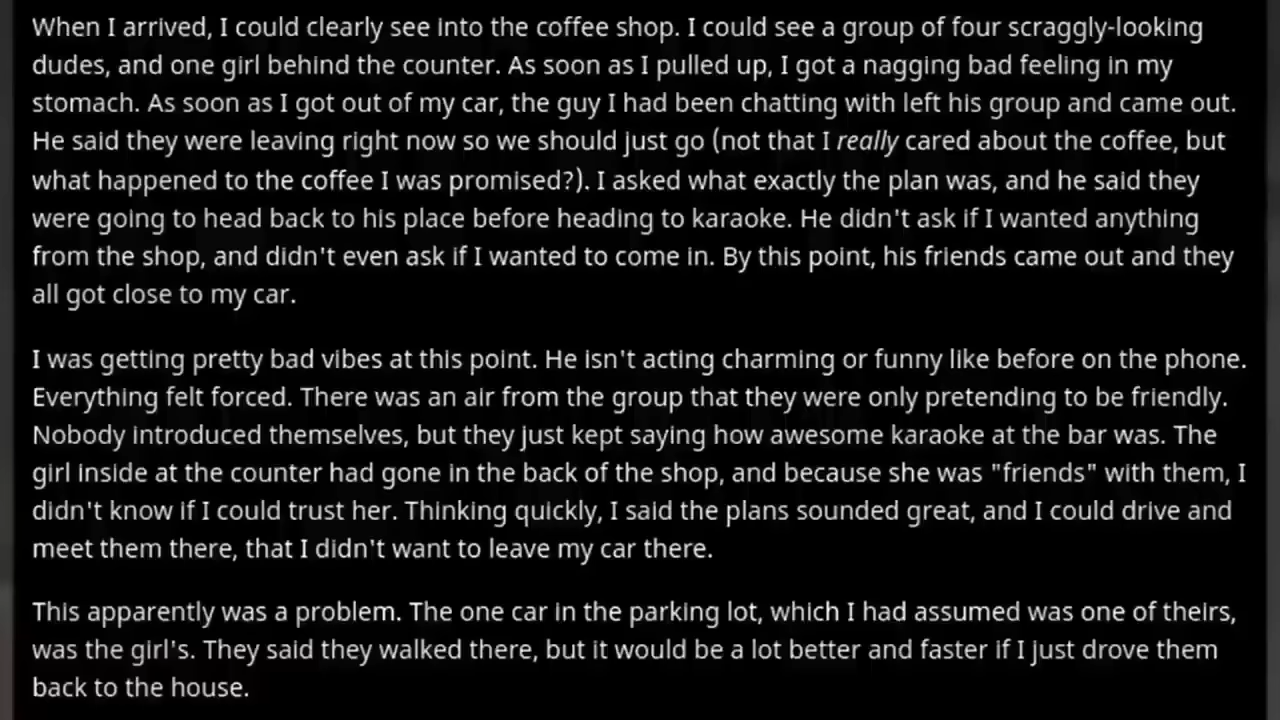 When I arrived, I could clearly see into the coffee shop. I could see a group of four scraggly-looking
dudes, and one girl behind the counter. As soon as I pulled up, I got a nagging bad feeling in my
stomach. As soon as I got out of my car, the guy I had been chatting with left his group and came out.
He said they were leaving right now so we should just go (not that I really cared about the coffee, but
what happened to the coffee I was promised?). I asked what exactly the plan was, and he said they
were going to head back to his place before heading to karaoke. He didn't ask if I wanted anything
from the shop, and didn't even ask if I wanted to come in. By this point, his friends came out and they
all got close to my car.
I was getting pretty bad vibes at this point. He isn't acting charming or funny like before on the phone.
Everything felt forced. There was an air from the group that they were only pretending to be friendly.
Nobody introduced themselves, but they just kept saying how awesome karaoke at the bar was. The
girl inside at the counter had gone in the back of the shop, and because she was "friends" with them, I
didn't know if I could trust her. Thinking quickly, I said the plans sounded great, and I could drive and
meet them there, that I didn't want to leave my car there.
This apparently was a problem. The one car in the parking lot, which I had assumed was one of theirs,
was the girl's. They said they walked there, but it would be a lot better and faster if I just drove them
back to the house.